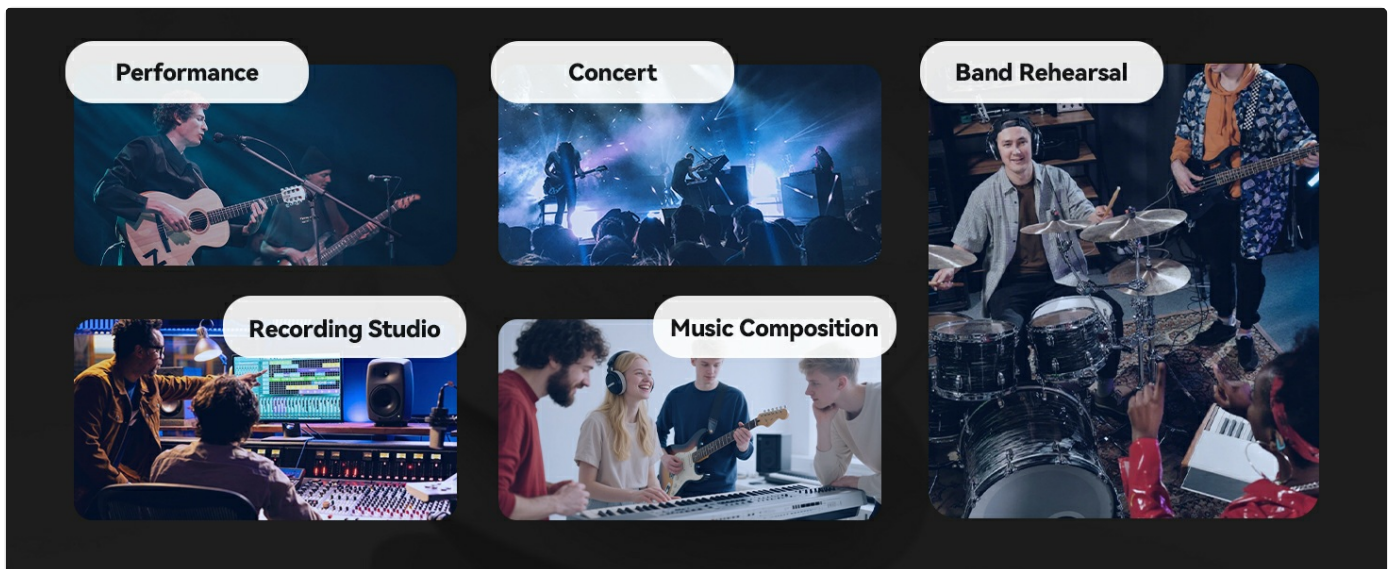 Performance
Concert
Band Rehearsal
Recording Studio
Music Composition